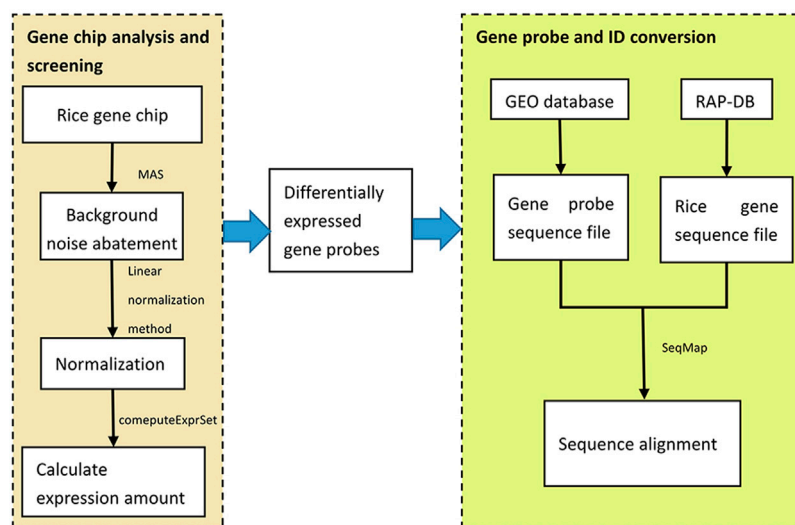 Gene chip analysis and
screening
Rice gene chip
MAS
Background
noise abatement
Linear
normalization
method
Normalization
comeputeExprSet
Calculate
expression amount
Differentially
expressed
gene probes
Gene probe and ID conversion
GEO database
RAP-DB
Gene probe
sequence file
Rice gene
sequence file
SeqMap
Sequence alignment